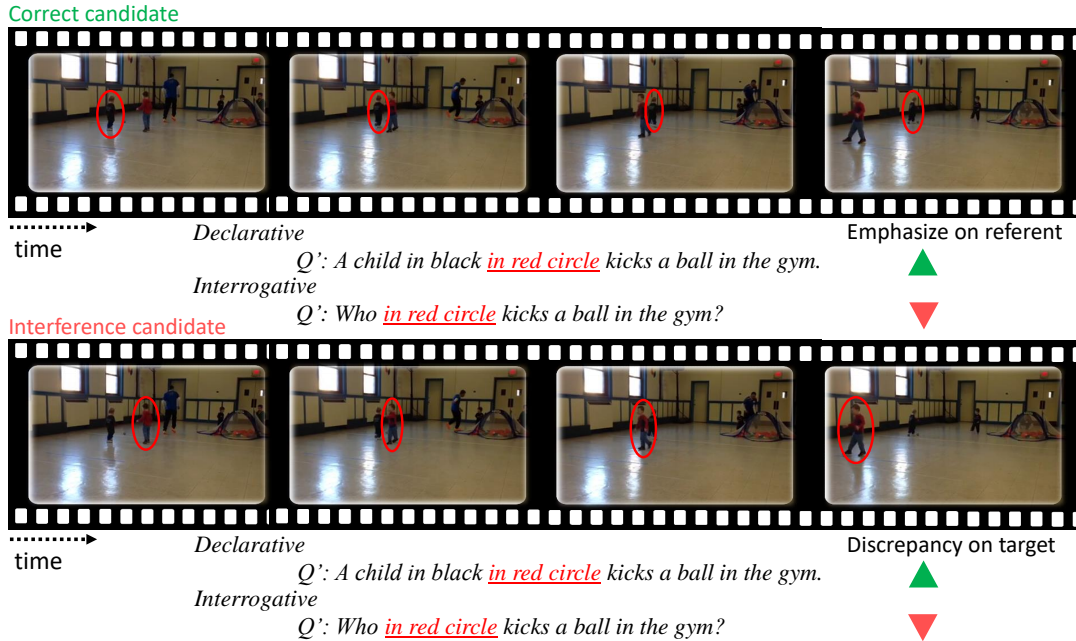 Correct candidate
time
Declarative
Emphasize on referent
Q’: A child in black in red circle kicks a ball in the gym.
Interrogative
Q’: Who in red circle kicks a ball in the gym?
Interference candidate
time
Declarative
Discrepancy on target
Q’: A child in black in red circle kicks a ball in the gym.
Interrogative
Q’: Who in red circle kicks a ball in the gym?